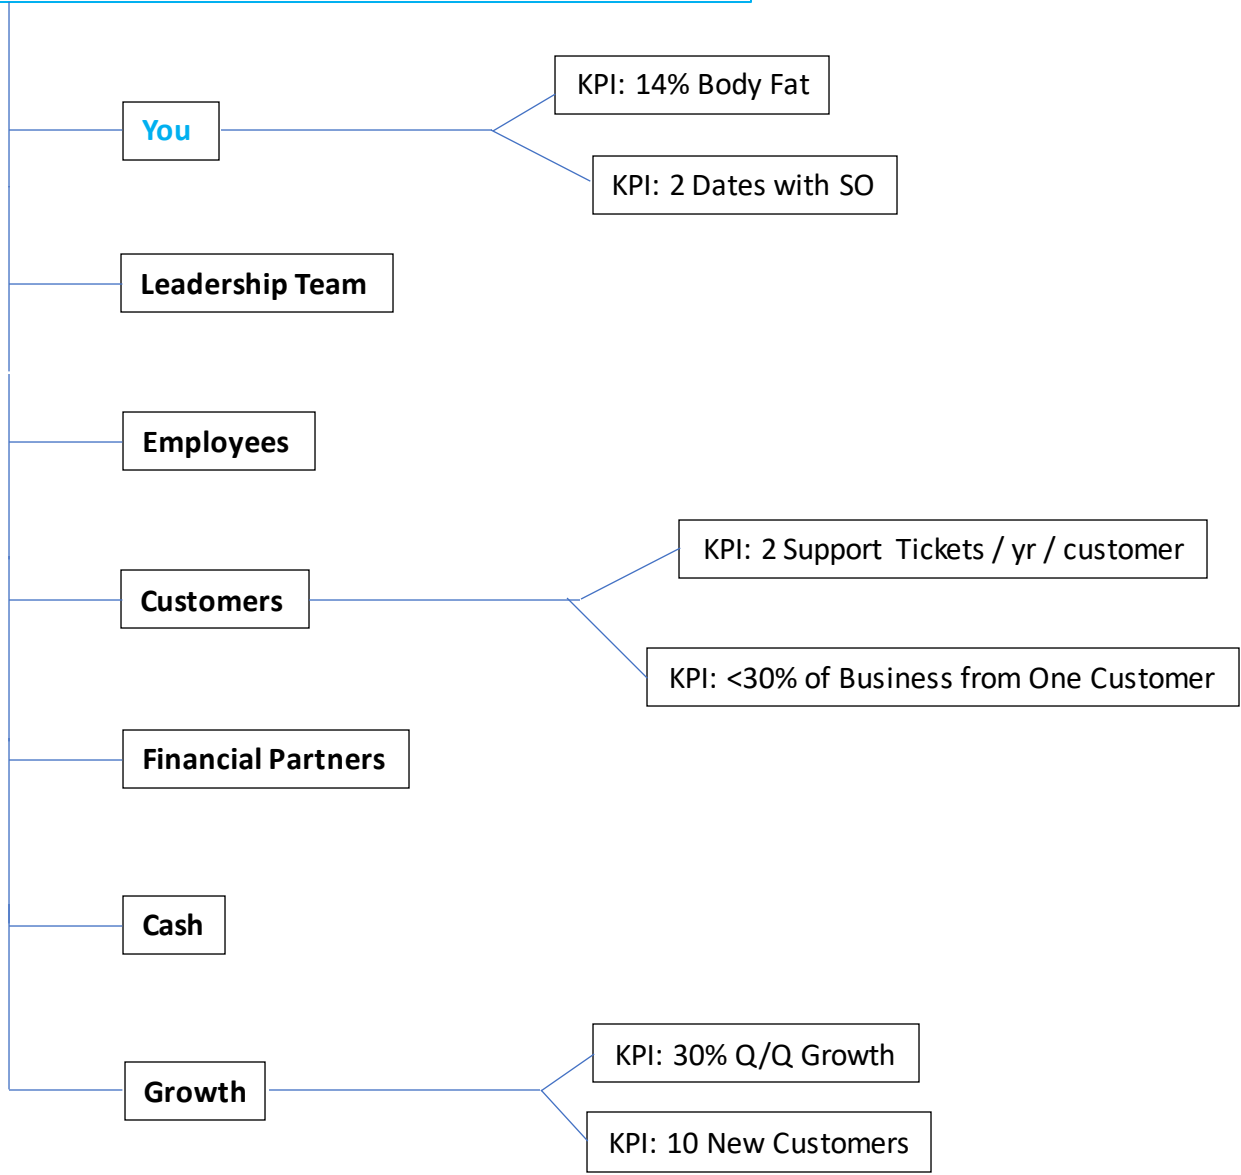 KPI: 14% Body Fat
You
KPI: 2 Dates with SO
Leadership Team
Employees
KPI: 2 Support Tickets / yr / customer
Customers
KPI: <30% of Business from One Customer
Financial Partners
Cash
KPI: 30% Q/Q Growth
Growth
KPI: 10 New Customers